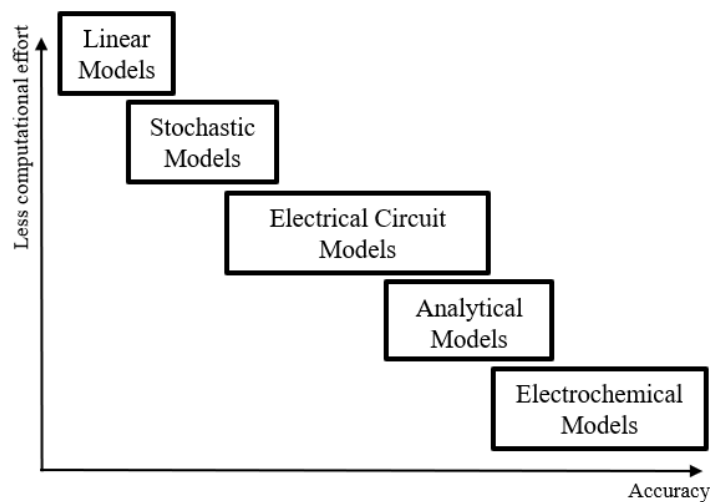 Less computational effort
Linear
Models
Stochastic
Models
Electrical Circuit
Models
Analytical
Models
Electrochemical
Models
Accuracy